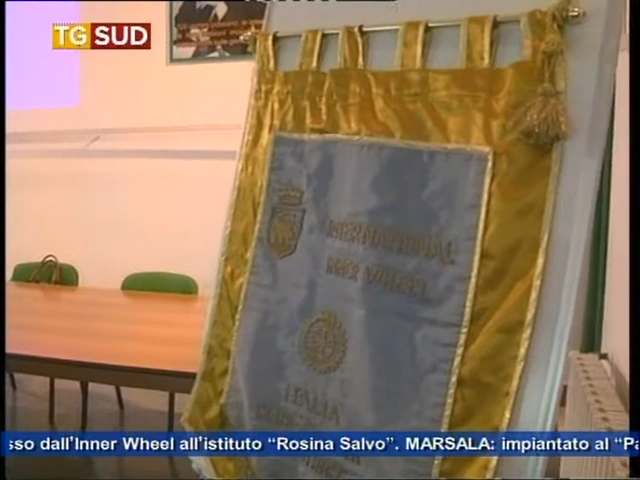 TG SUD
INTERNATIONAL
INNER WHEEL
ITALIA
sso dall'Inner Wheel all'istituto "Rosina Salvo". MARSALA: impiantato al "Pa